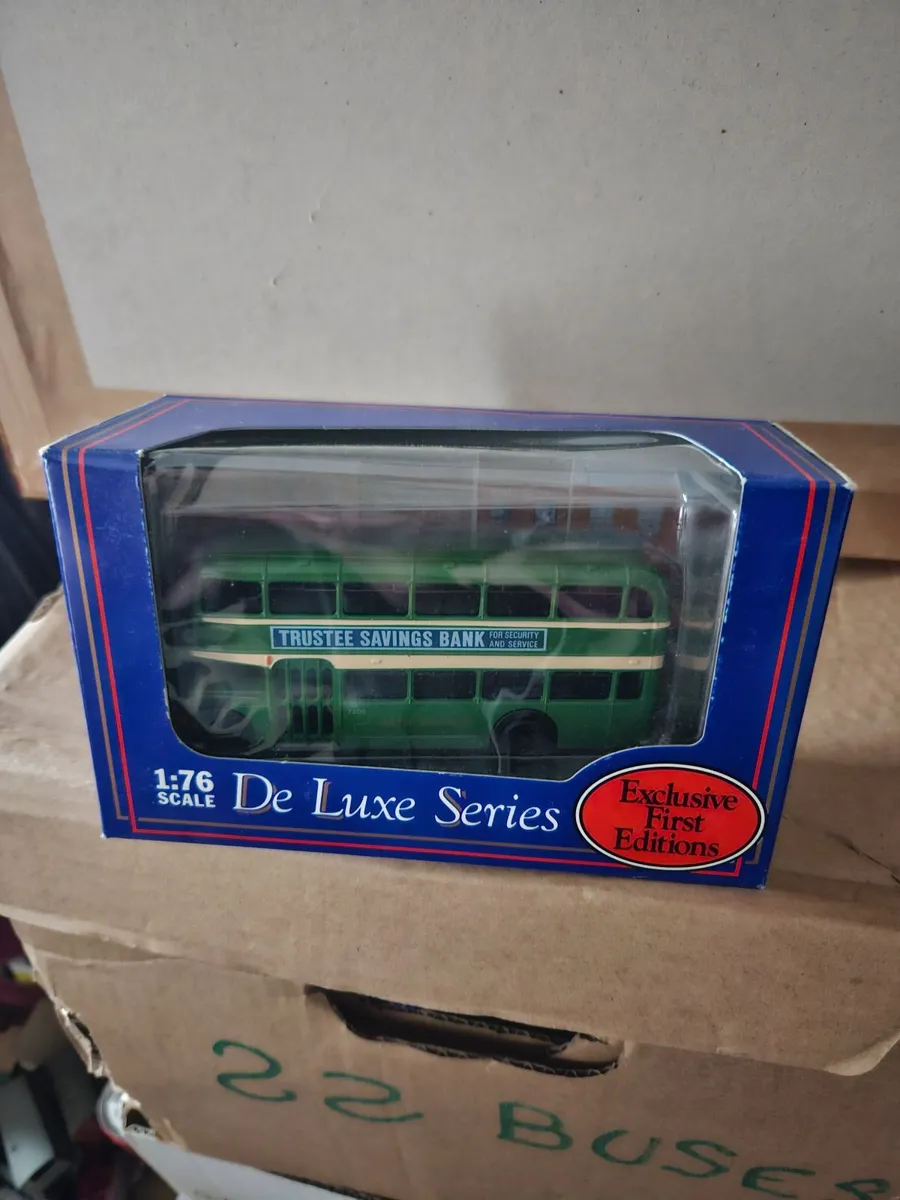 TRUSTEE SAVINGS BANK FOR SECURITY
AND SERVICE
1:76
SCALE
De Luxe Series
Exclusive
First
Editions
22 BUSES